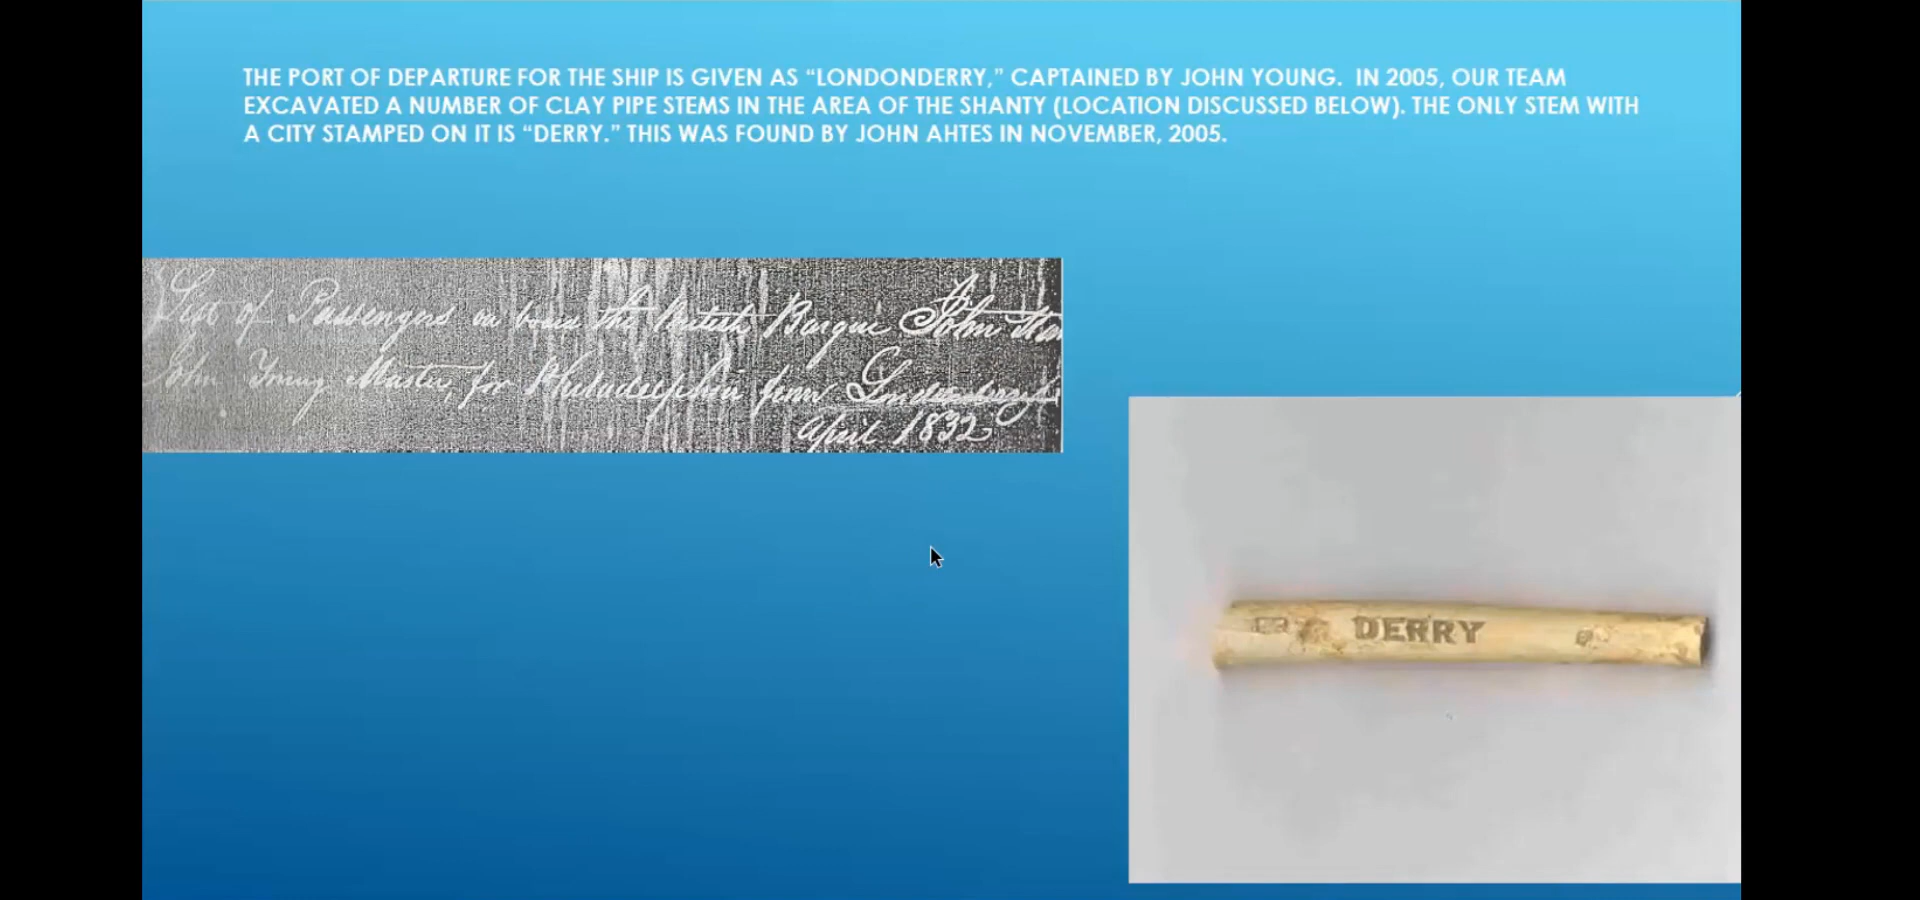 THE PORT OF DEPARTURE FOR THE SHIP IS GIVEN AS “LONDONDERRY,” CAPTAINED BY JOHN YOUNG. IN 2005, OUR TEAM
EXCAVATED A NUMBER OF CLAY PIPE STEMS IN THE AREA OF THE SHANTY (LOCATION DISCUSSED BELOW). THE ONLY STEM WITH
A CITY STAMPED ON IT IS “DERRY.” THIS WAS FOUND BY JOHN AHTES IN NOVEMBER, 2005.
List of Passengers on board the British Barque John
John Young Master, for Philadelphia from Londonderry
April 1832
DERRY